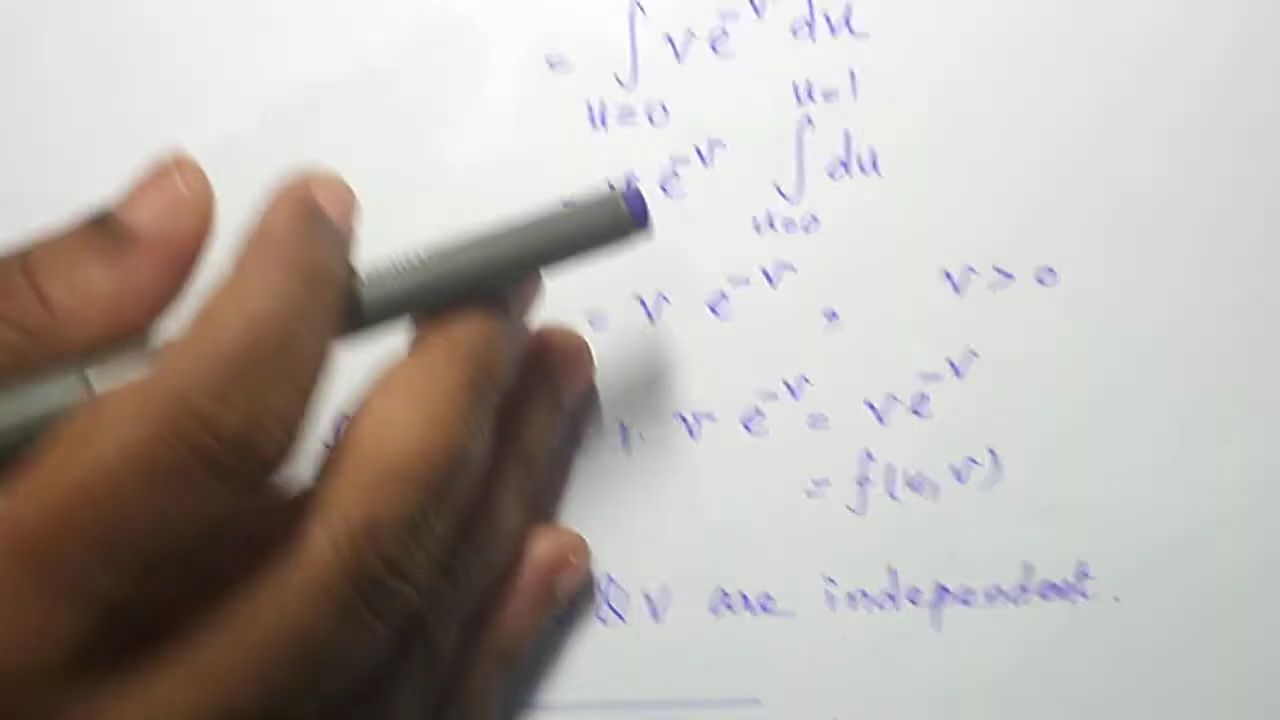 = ∫ v e^{-v} du
u=0 u=1
e^{-v} ∫ du
u=0
= v e^{-v} , v > 0
1. v e^{-v} = v e^{-v}
= f(u, v)
& v are independent.